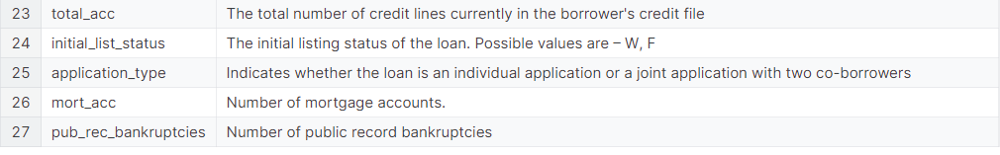 23 total_acc The total number of credit lines currently in the borrower's credit file
24 initial_list_status The initial listing status of the loan. Possible values are – W, F
25 application_type Indicates whether the loan is an individual application or a joint application with two co-borrowers
26 mort_acc Number of mortgage accounts.
27 pub_rec_bankruptcies Number of public record bankruptcies